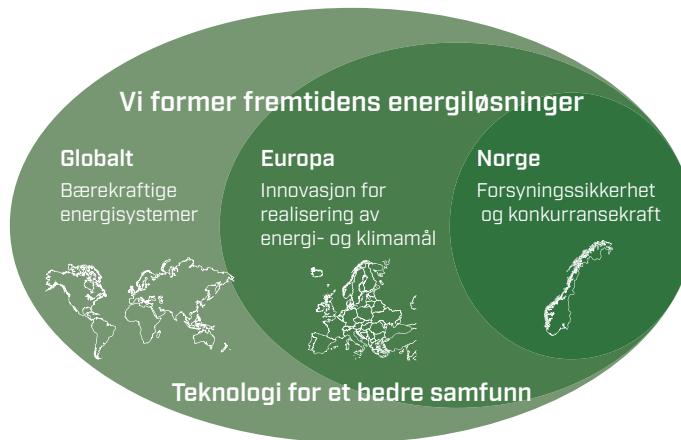 Vi former fremtidens energiløsninger
Globalt
Bærekraftige
energisystemer
Europa
Innovasjon for
realisering av
energi- og klimamål
Norge
Forsyningssikkerhet
og konkurransekraft
Teknologi for et bedre samfunn